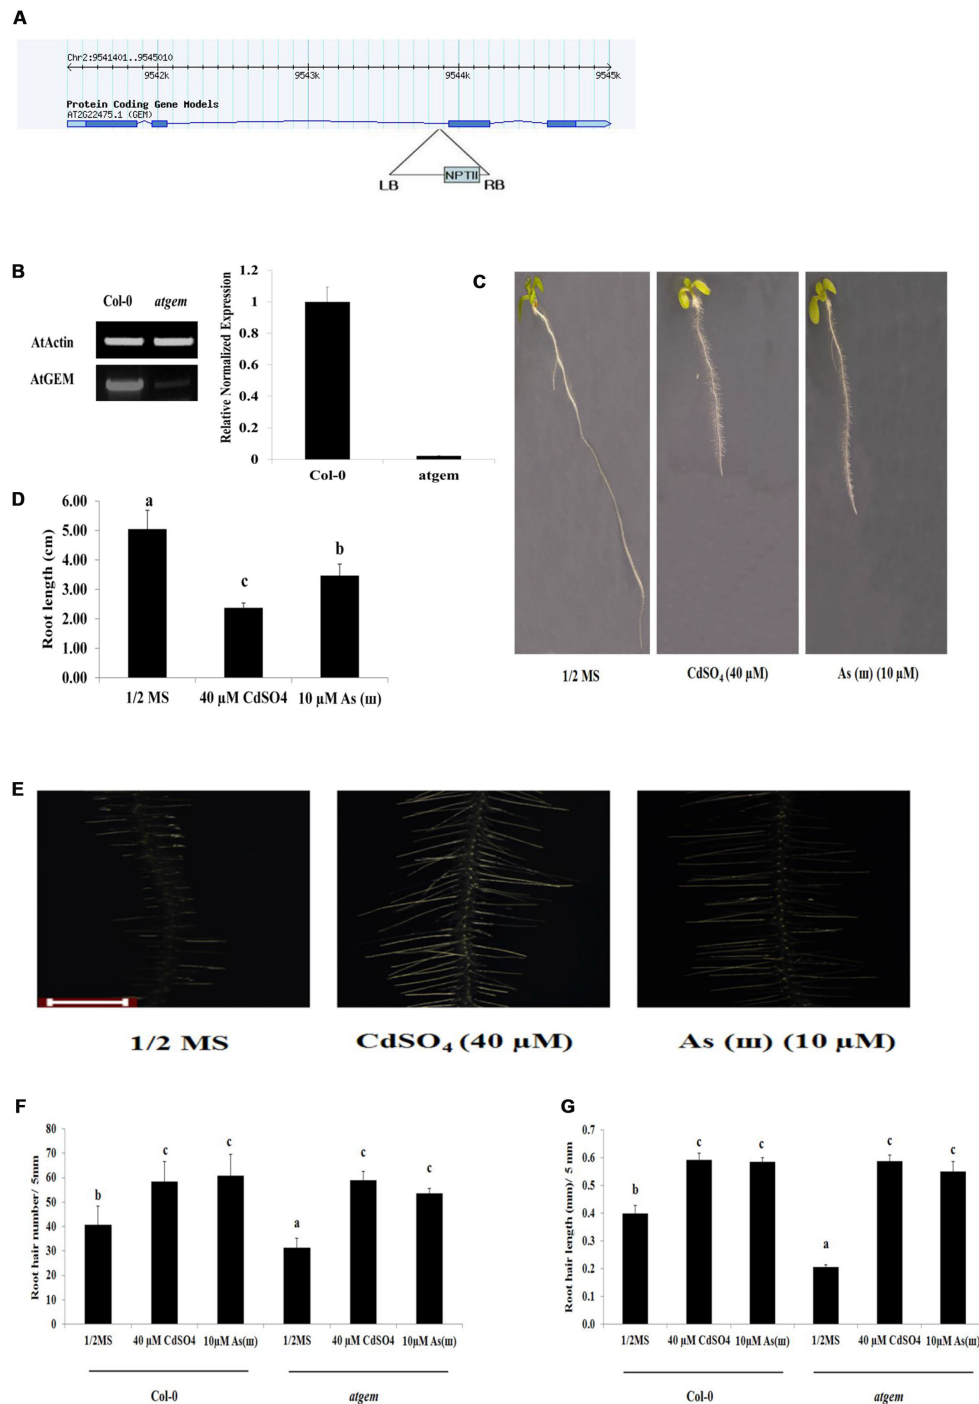 A
Chr2:9541401..9545010
9542k 9543k 9544k 9545k
Protein Coding Gene Models
AT2G22475.1 (GEM)
LB NPTII RB
B
Col-0 atgem
AtActin
AtGEM
Relative Normalized Expression
1.2
1
0.8
0.6
0.4
0.2
0
Col-0 atgem
C
1/2 MS CdSO4 (40 µM) As (III) (10 µM)
D
Root length (cm)
6.00
5.00
4.00
3.00
2.00
1.00
0.00
a
c
b
1/2 MS 40 µM CdSO4 10 µM As (III)
E
1/2 MS CdSO4 (40 µM) As (III) (10 µM)
F
Root hair number/ 5mm
80
70
60
50
40
30
20
10
0
b c c a c c
1/2MS 40 µM CdSO4 10µM As(III) 1/2MS 40 µM CdSO4 10µM As(III)
Col-0 atgem
G
Root hair length (mm)/ 5 mm
0.7
0.6
0.5
0.4
0.3
0.2
0.1
0.0
b c c a c c
1/2MS 40 µM CdSO4 10µM As(III) 1/2MS 40 µM CdSO4 10µM As(III)
Col-0 atgem